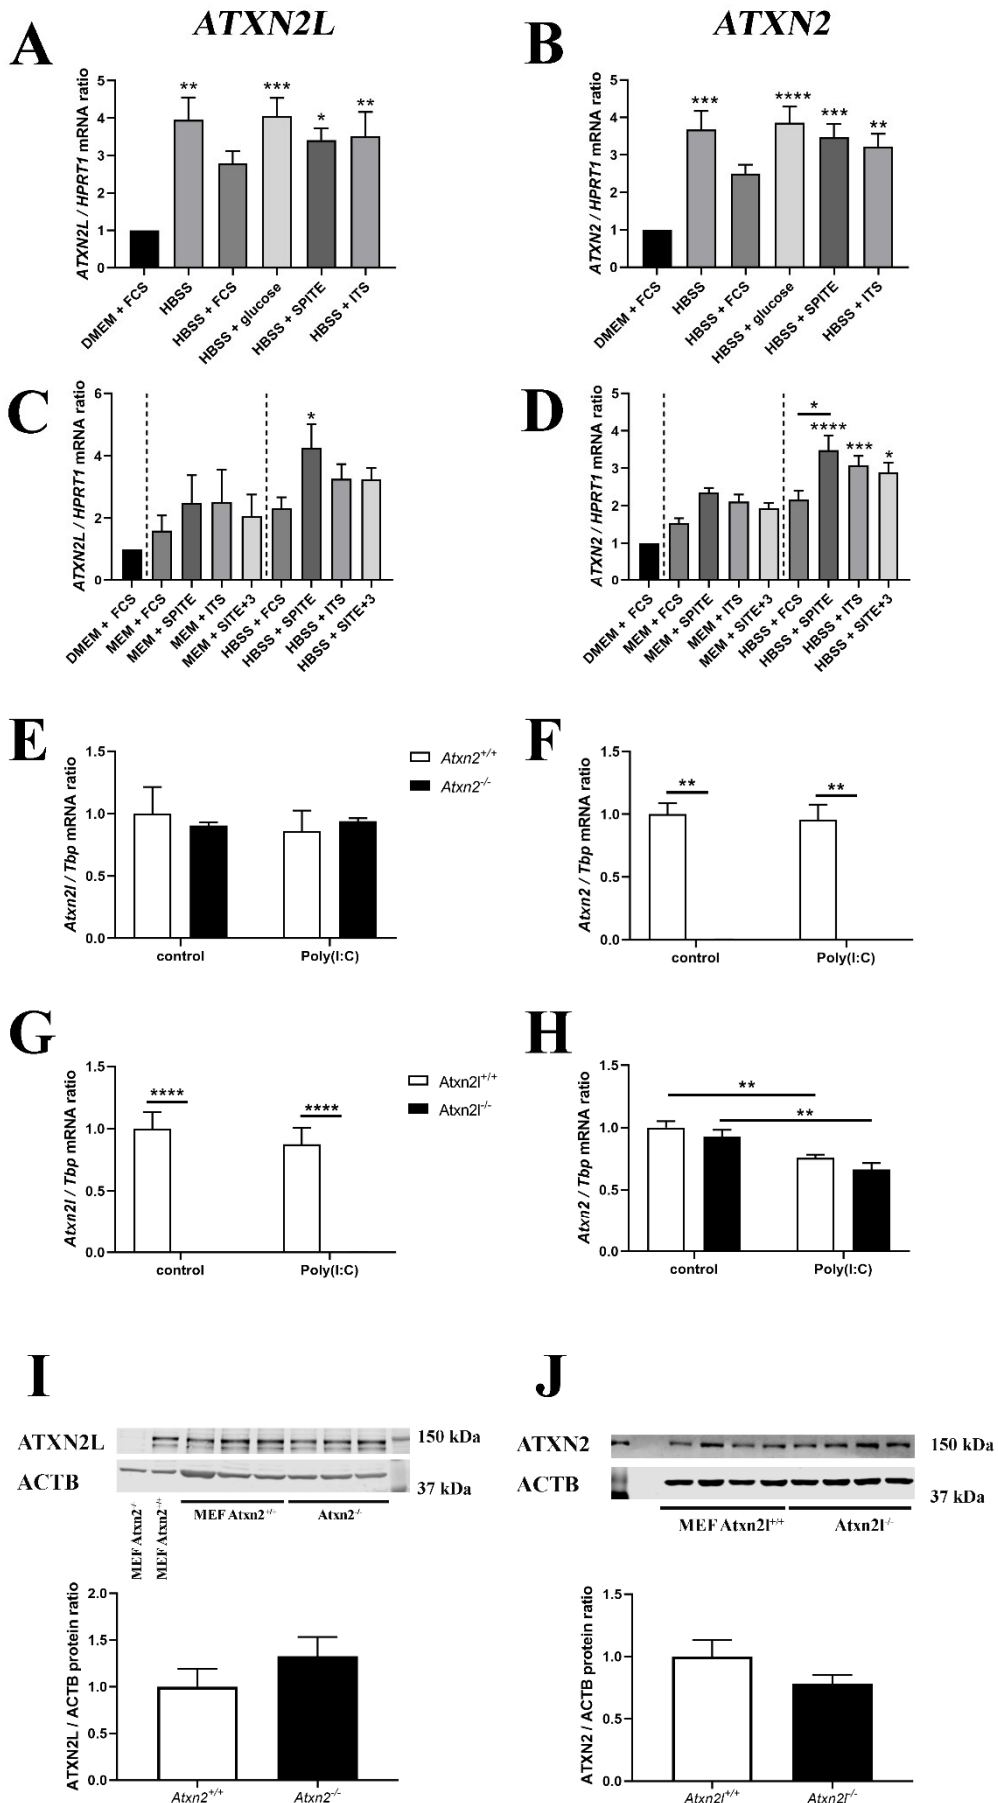 ATXN2L
ATXN2
A
ATXN2L / HPRT1 mRNA ratio
5
4
3
2
1
0
**
***
*
**
DMEM + FCS
HBSS
HBSS + FCS
HBSS + glucose
HBSS + SPITE
HBSS + ITS
B
ATXN2 / HPRT1 mRNA ratio
5
4
3
2
1
0
***
****
***
**
DMEM + FCS
HBSS
HBSS + FCS
HBSS + glucose
HBSS + SPITE
HBSS + ITS
C
ATXN2L / HPRT1 mRNA ratio
6
4
2
0
*
DMEM + FCS
MEM + FCS
MEM + SPITE
MEM + ITS
MEM + SITE+3
HBSS + FCS
HBSS + SPITE
HBSS + ITS
HBSS + SITE+3
D
ATXN2 / HPRT1 mRNA ratio
5
4
3
2
1
0
*
****
***
*
DMEM + FCS
MEM + FCS
MEM + SPITE
MEM + ITS
MEM + SITE+3
HBSS + FCS
HBSS + SPITE
HBSS + ITS
HBSS + SITE+3
E
Atxn2l / Tbp mRNA ratio
1.5
1.0
0.5
0.0
control
Poly(I:C)
Atxn2+/+
Atxn2-/-
F
Atxn2 / Tbp mRNA ratio
1.5
1.0
0.5
0.0
**
**
control
Poly(I:C)
G
Atxn2l / Tbp mRNA ratio
1.5
1.0
0.5
0.0
****
****
control
Poly(I:C)
Atxn2l+/+
Atxn2l-/-
H
Atxn2 / Tbp mRNA ratio
1.5
1.0
0.5
0.0
**
**
control
Poly(I:C)
I
ATXN2L
150 kDa
ACTB
37 kDa
MEF Atxn2
MEF Atxn2
MEF Atxn2
Atxn2-/-
ATXN2L / ACTB protein ratio
2.0
1.5
1.0
0.5
0.0
Atxn2+/+
Atxn2-/-
J
ATXN2
150 kDa
ACTB
37 kDa
MEF Atxn2l+/+
Atxn2l-/-
ATXN2 / ACTB protein ratio
1.5
1.0
0.5
0.0
Atxn2l+/+
Atxn2l-/-